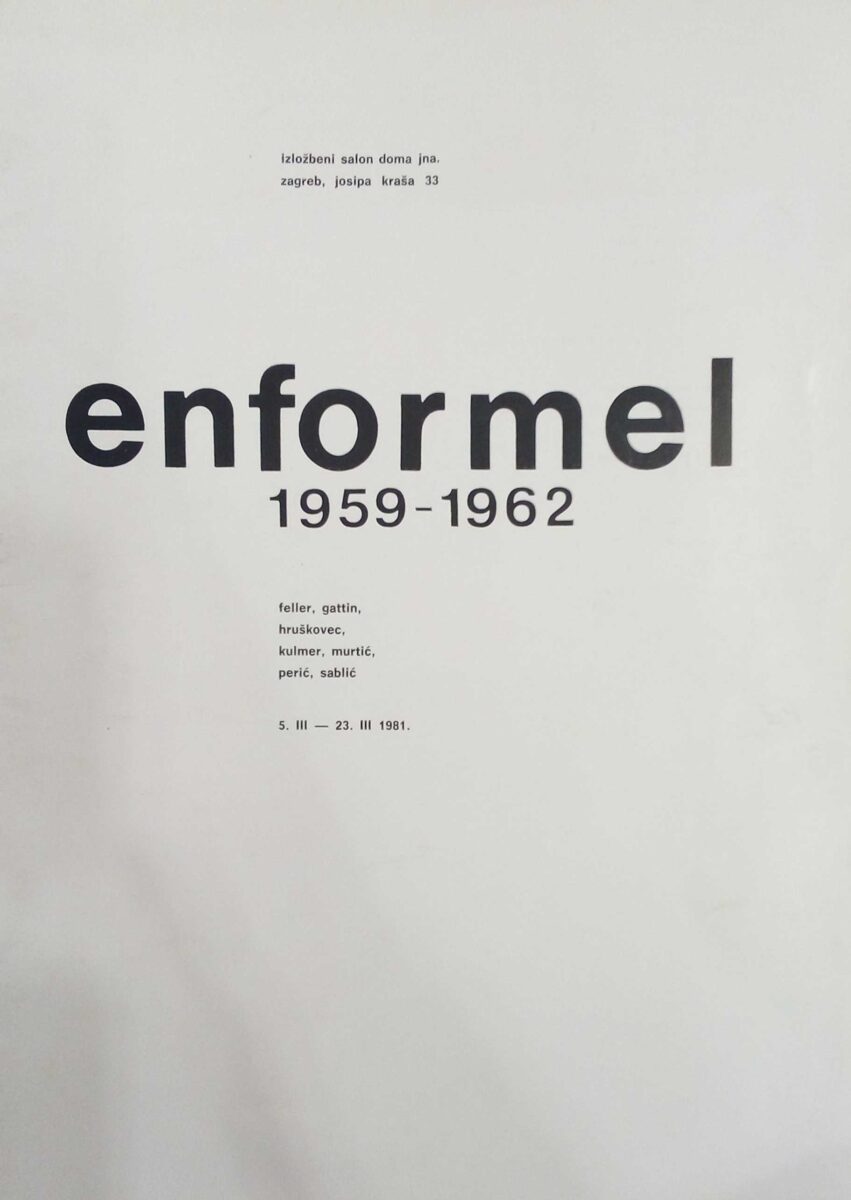 izložbeni salon doma jna.
zagreb, josipa kraša 33
enformel
1959-1962
feller, gattin,
hruškovec,
kulmer, murtić,
perić, sablić
5. III — 23. III 1981.